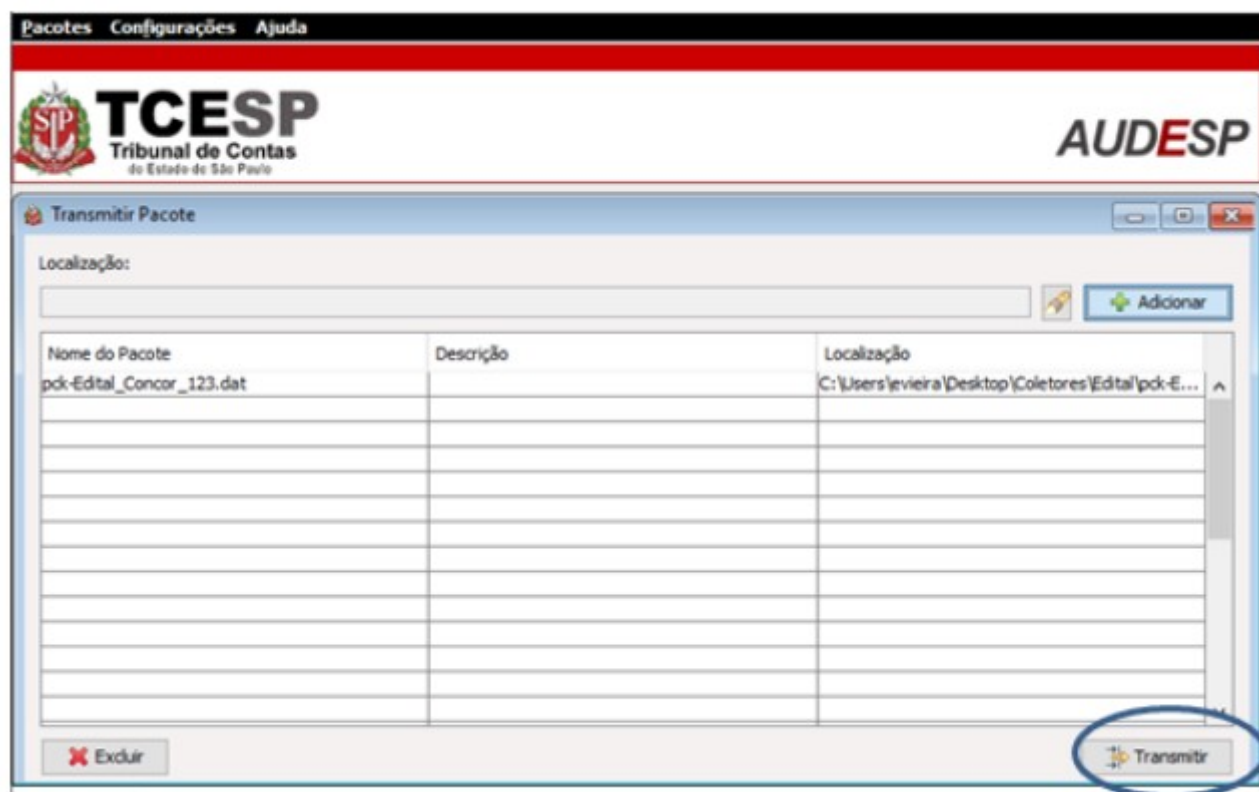 Pacotes Configurações Ajuda
SP
TCESP
Tribunal de Contas
do Estado de São Paulo
AUDESP
Transmitir Pacote
Localização:
Adicionar
Nome do Pacote Descrição Localização
pck-Edital_Concor_123.dat C:\Users\evieira\Desktop\Coletores\Edital\pck-E...
Excluir Transmitir